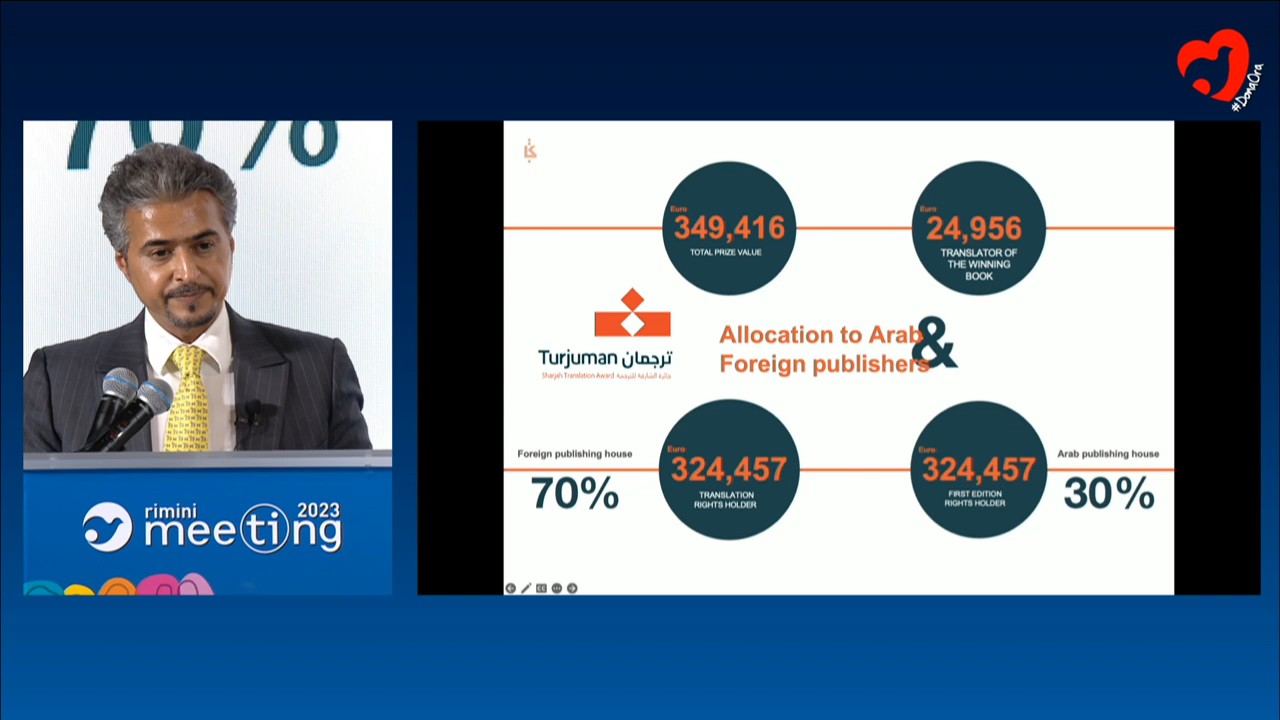 #DonaOra
70%
rimini
meeting
2023
Euro
349,416
TOTAL PRIZE VALUE
Euro
24,956
TRANSLATOR OF
THE WINNING
BOOK
Turjuman ترجمان
Sharjah Translation Award جائزة الشارقة للترجمة
Allocation to Arab
&
Foreign publishers
Foreign publishing house
70%
Euro
324,457
TRANSLATION
RIGHTS HOLDER
Euro
324,457
FIRST EDITION
RIGHTS HOLDER
Arab publishing house
30%